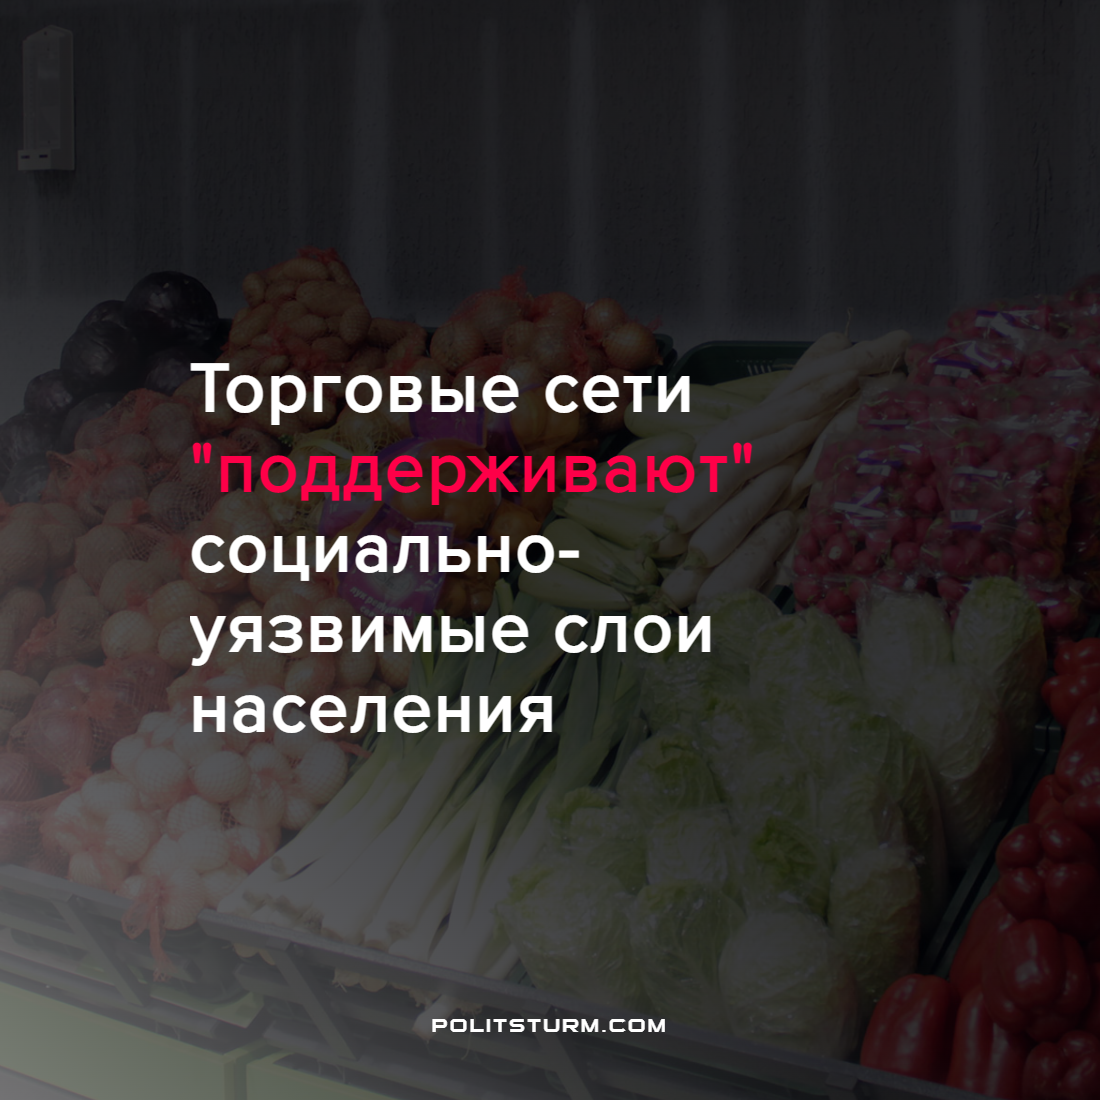 Торговые сети
"поддерживают"
социально-
уязвимые слои
населения
POLITSTURM.COM